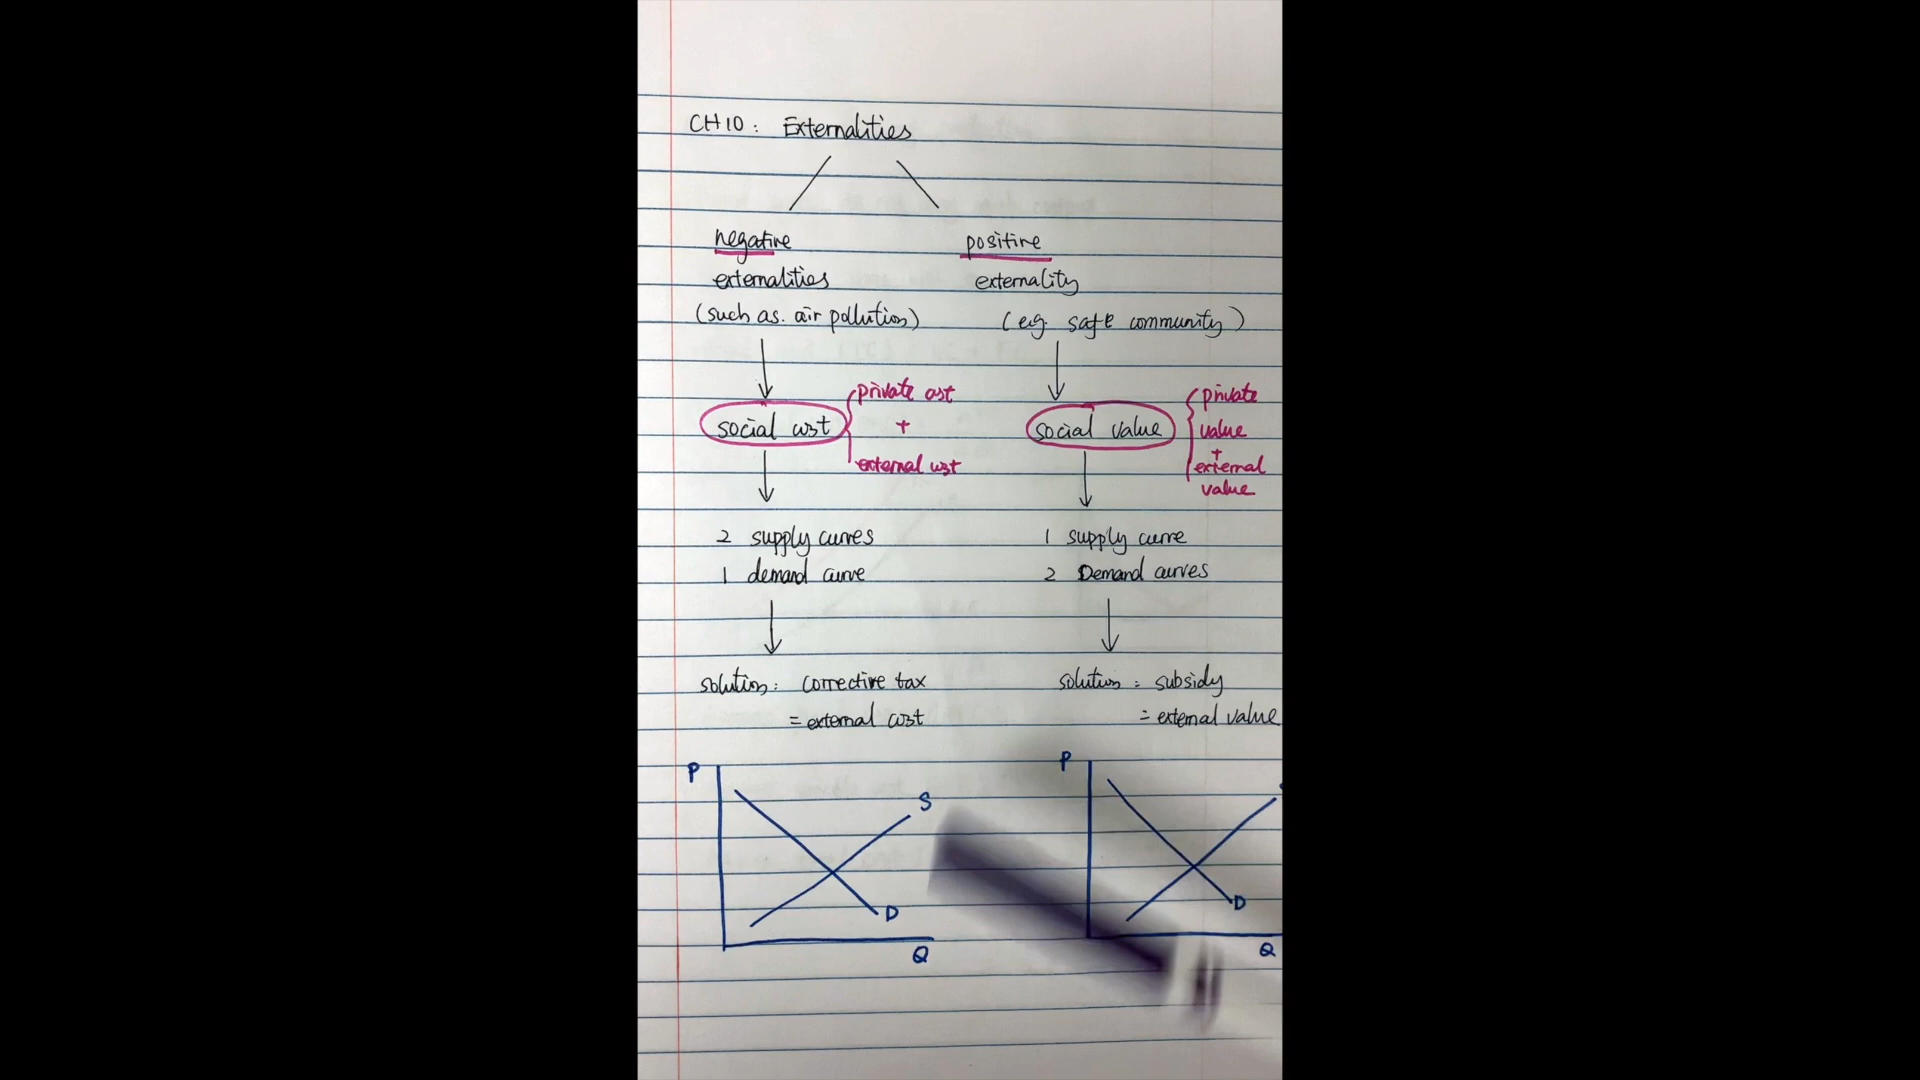 CH10: Externalities
negative
externalities
(such as. air pollution)
social cost
private cost
+
external cost
2 supply curves
1 demand curve
solution: corrective tax
= external cost
P
S
D
Q
positive
externality
(eg. safe community)
social value
private
value
+
external
value
1 supply curve
2 Demand curves
solution: subsidy
= external value
P
D
Q